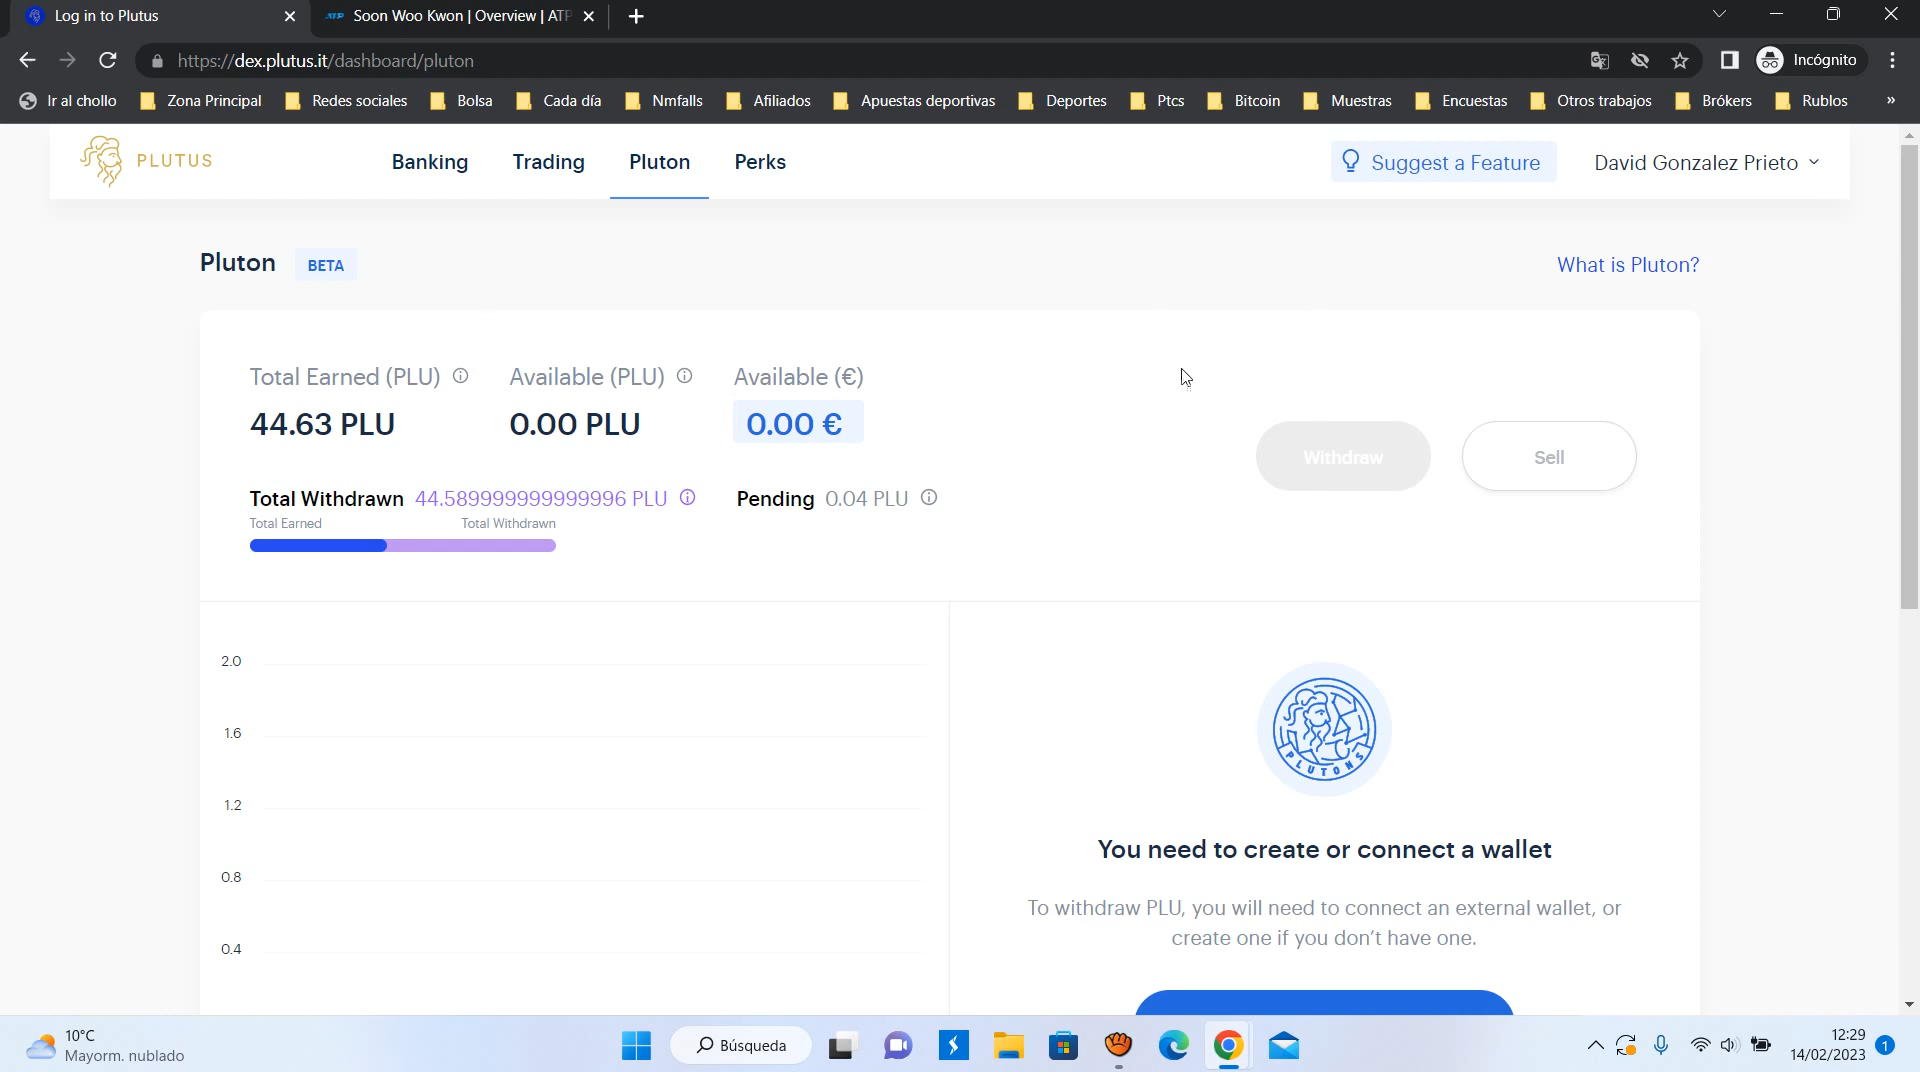 Log in to Plutus
ATP Soon Woo Kwon | Overview | ATP
https://dex.plutus.it/dashboard/pluton
Incógnito
Ir al chollo Zona Principal Redes sociales Bolsa Cada día Nmfalls Afiliados Apuestas deportivas Deportes Ptcs Bitcoin Muestras Encuestas Otros trabajos Brókers Rublos »
PLUTUS Banking Trading Pluton Perks Suggest a Feature David Gonzalez Prieto
Pluton BETA What is Pluton?
Total Earned (PLU) Available (PLU) Available (€)
44.63 PLU 0.00 PLU 0.00 €
Withdraw Sell
Total Withdrawn 44.589999999999996 PLU Pending 0.04 PLU
Total Earned Total Withdrawn
2.0
1.6
1.2
0.8
0.4
PLUTONS
You need to create or connect a wallet
To withdraw PLU, you will need to connect an external wallet, or
create one if you don't have one.
10°C
Mayorm. nublado
Búsqueda
12:29
14/02/2023
1